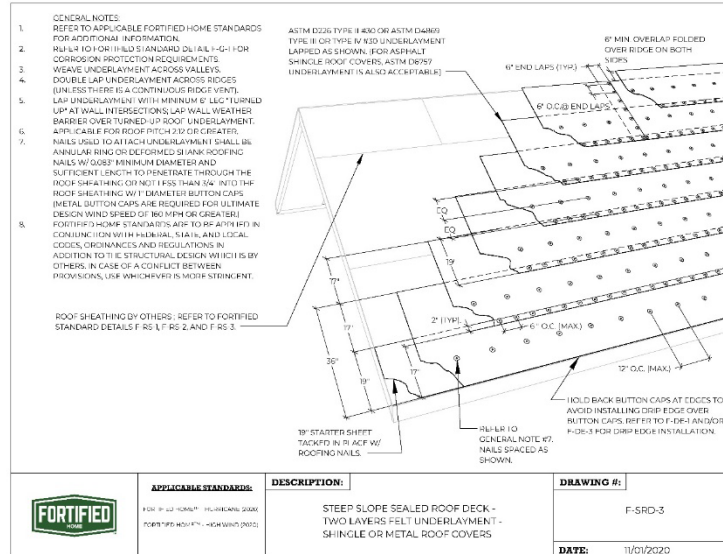 GENERAL NOTES:
1. REFER TO APPLICABLE FORTIFIED HOME STANDARDS
FOR ADDITIONAL INFORMATION.
2. REFER TO FORTIFIED STANDARD DETAIL F-G-1 FOR
CORROSION PROTECTION REQUIREMENTS.
3. WEAVE UNDERLAYMENT ACROSS VALLEYS.
4. DOUBLE LAP UNDERLAYMENT ACROSS RIDGES
(UNLESS THERE IS A CONTINUOUS RIDGE VENT).
5. LAP UNDERLAYMENT WITH MINIMUM 6" LEG "TURNED
UP" AT WALL INTERSECTIONS; LAP WALL WEATHER
BARRIER OVER TURNED-UP ROOF UNDERLAYMENT.
6. APPLICABLE FOR ROOF PITCH 2:12 OR GREATER.
7. NAILS USED TO ATTACH UNDERLAYMENT SHALL BE
ANNULAR RING OR DEFORMED SHANK ROOFING
NAILS W/ 0.083" MINIMUM DIAMETER AND
SUFFICIENT LENGTH TO PENETRATE THROUGH THE
ROOF SHEATHING OR NOT LESS THAN 3/4" INTO THE
ROOF SHEATHING W/ 1" DIAMETER BUTTON CAPS
(METAL BUTTON CAPS ARE REQUIRED FOR ULTIMATE
DESIGN WIND SPEED OF 160 MPH OR GREATER.)
8. FORTIFIED HOME STANDARDS ARE TO BE APPLIED IN
CONJUNCTION WITH FEDERAL, STATE, AND LOCAL
CODES, ORDINANCES AND REGULATIONS IN
ADDITION TO THE STRUCTURAL DESIGN WHICH IS BY
OTHERS. IN CASE OF A CONFLICT BETWEEN
PROVISIONS, USE WHICHEVER IS MORE STRINGENT.
ASTM D226 TYPE II #30 OR ASTM D4869
TYPE III OR TYPE IV #30 UNDERLAYMENT
LAPPED AS SHOWN. [FOR ASPHALT
SHINGLE ROOF COVERS, ASTM D6757
UNDERLAYMENT IS ALSO ACCEPTABLE]
6" MIN. OVERLAP FOLDED
OVER RIDGE ON BOTH
SIDES
6" END LAPS (TYP.)
6" O.C.@ END LAPS
EQ
EQ
19"
17"
17"
36"
19"
17"
2" (TYP.)
6" O.C. (MAX.)
12" O.C. (MAX.)
ROOF SHEATHING BY OTHERS ; REFER TO FORTIFIED
STANDARD DETAILS F-RS-1, F-RS-2, AND F-RS-3.
19" STARTER SHEET
TACKED IN PLACE W/
ROOFING NAILS.
REFER TO
GENERAL NOTE #7.
NAILS SPACED AS
SHOWN.
HOLD BACK BUTTON CAPS AT EDGES TO
AVOID INSTALLING DRIP EDGE OVER
BUTTON CAPS. REFER TO F-DE-1 AND/OR
F-DE-3 FOR DRIP EDGE INSTALLATION.
FORTIFIED
HOME
APPLICABLE STANDARDS:
FORTIFIED HOME™ - HURRICANE (2020)
FORTIFIED HOME™ - HIGH WIND (2020)
DESCRIPTION:
STEEP SLOPE SEALED ROOF DECK -
TWO LAYERS FELT UNDERLAYMENT -
SHINGLE OR METAL ROOF COVERS
DRAWING #:
F-SRD-3
DATE: 11/01/2020